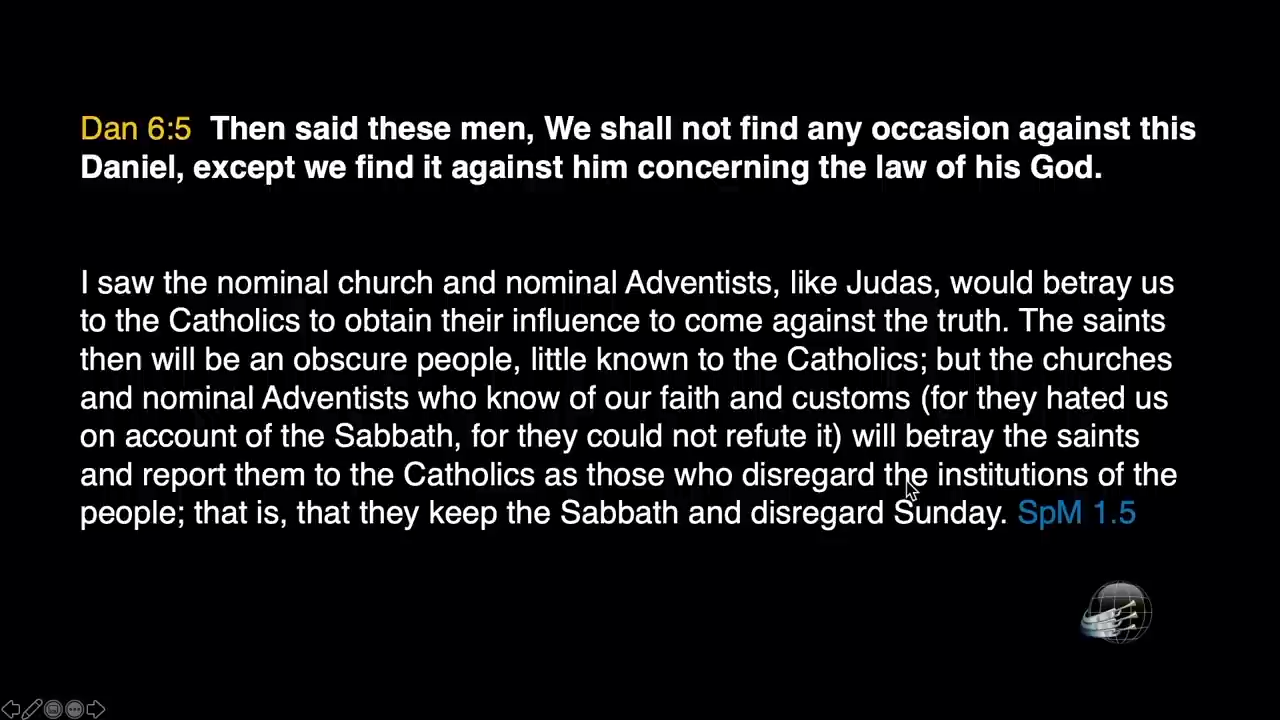 Dan 6:5 Then said these men, We shall not find any occasion against this
Daniel, except we find it against him concerning the law of his God.
I saw the nominal church and nominal Adventists, like Judas, would betray us
to the Catholics to obtain their influence to come against the truth. The saints
then will be an obscure people, little known to the Catholics; but the churches
and nominal Adventists who know of our faith and customs (for they hated us
on account of the Sabbath, for they could not refute it) will betray the saints
and report them to the Catholics as those who disregard the institutions of the
people; that is, that they keep the Sabbath and disregard Sunday. SpM 1.5